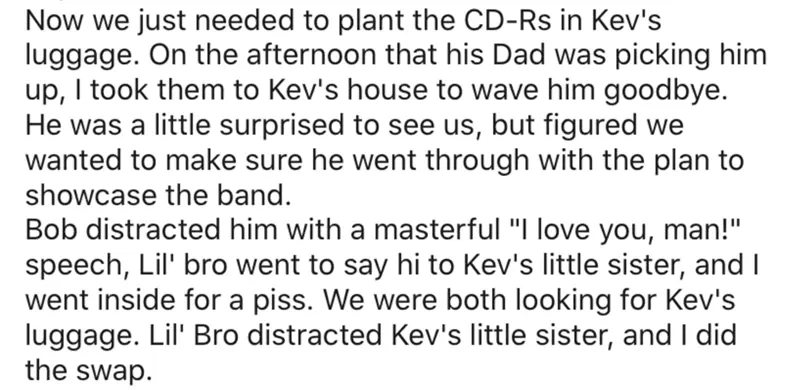 Now we just needed to plant the CD-Rs in Kev's
luggage. On the afternoon that his Dad was picking him
up, I took them to Kev's house to wave him goodbye.
He was a little surprised to see us, but figured we
wanted to make sure he went through with the plan to
showcase the band.
Bob distracted him with a masterful "I love you, man!"
speech, Lil' bro went to say hi to Kev's little sister, and I
went inside for a piss. We were both looking for Kev's
luggage. Lil' Bro distracted Kev's little sister, and I did
the swap.